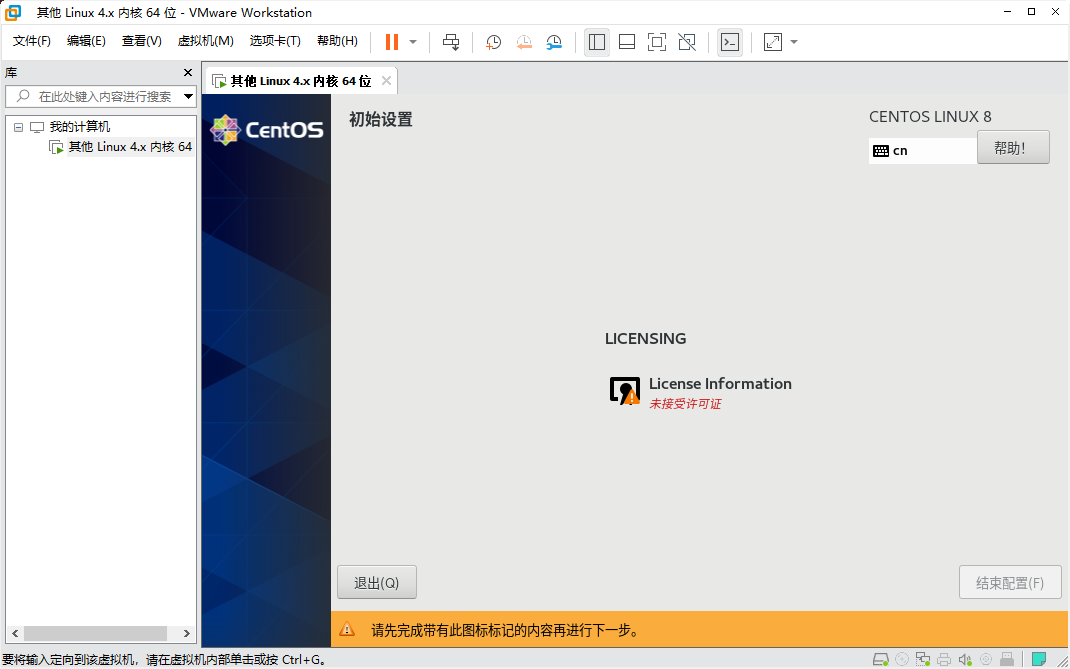 其他 Linux 4.x 内核 64 位 - VMware Workstation
文件(F) 编辑(E) 查看(V) 虚拟机(M) 选项卡(T) 帮助(H)
库
其他 Linux 4.x 内核 64 位
在此处键入内容进行搜索
我的计算机
其他 Linux 4.x 内核 64
CentOS
初始设置
CENTOS LINUX 8
cn
帮助!
LICENSING
License Information
未接受许可证
退出(Q)
结束配置(F)
请先完成带有此图标标记的内容再进行下一步。
要将输入定向到该虚拟机，请在虚拟机内部单击或按 Ctrl+G。